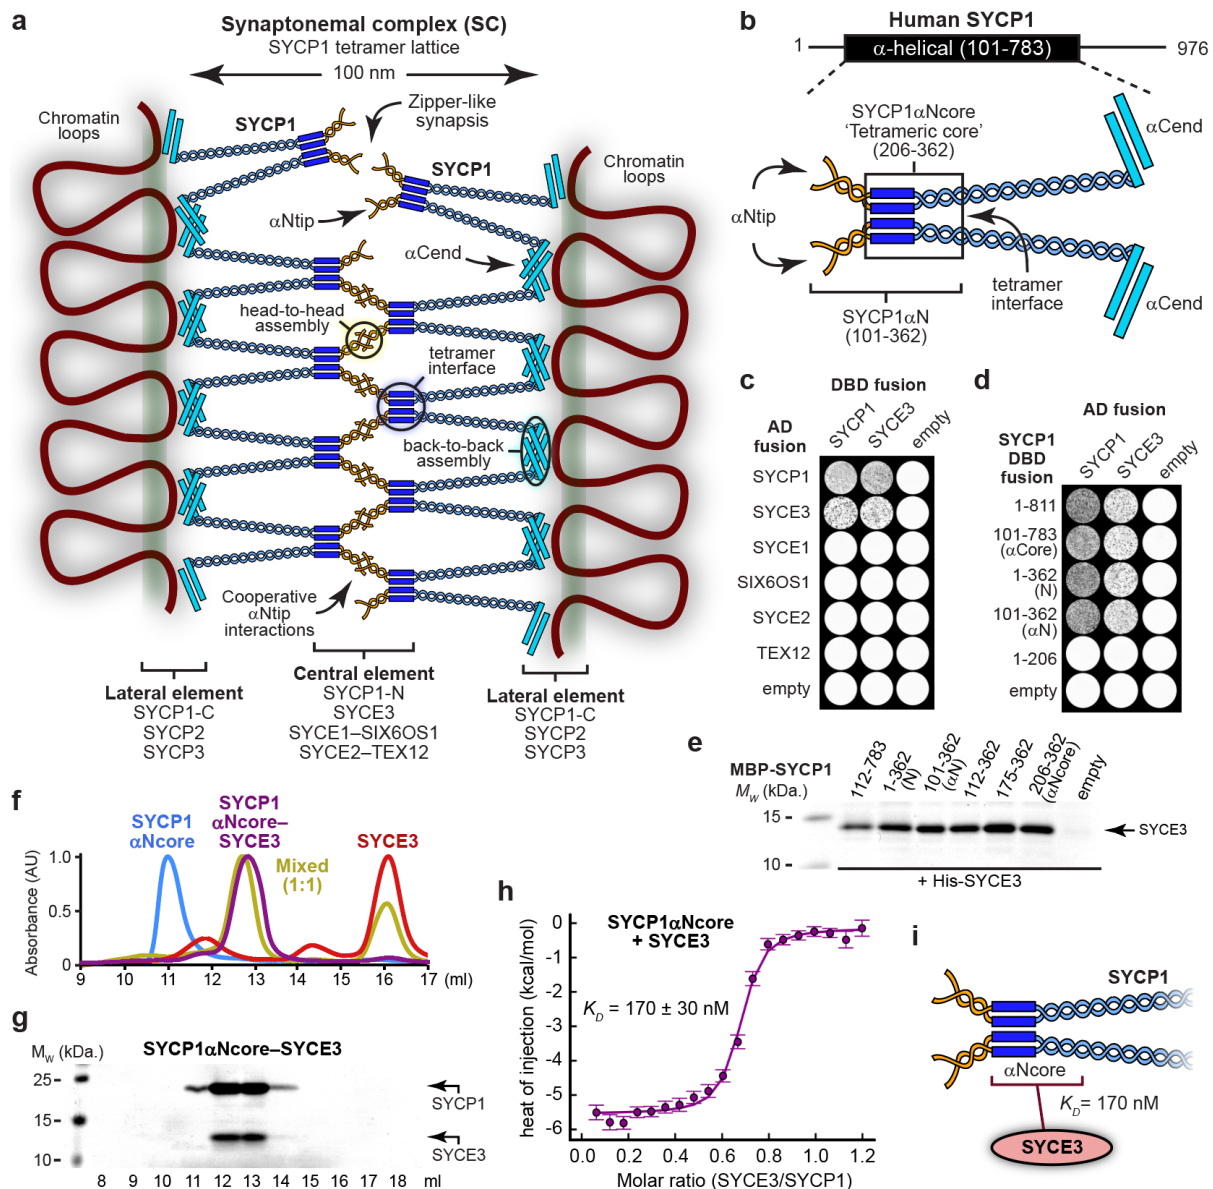 a
Synaptonemal complex (SC)
SYCP1 tetramer lattice
100 nm
Chromatin
loops
SYCP1
Zipper-like
synapsis
SYCP1
Chromatin
loops
αNtip
αCend
head-to-head
assembly
tetramer
interface
back-to-back
assembly
Cooperative
αNtip
interactions
Lateral element
SYCP1-C
SYCP2
SYCP3
Central element
SYCP1-N
SYCE3
SYCE1–SIX6OS1
SYCE2–TEX12
Lateral element
SYCP1-C
SYCP2
SYCP3
b
Human SYCP1
1
α-helical (101-783)
976
SYCP1αNcore
'Tetrameric core'
(206-362)
αCend
αNtip
tetramer
interface
αCend
SYCP1αN
(101-362)
c
DBD fusion
AD
fusion
SYCP1
SYCE3
empty
SYCP1
SYCE3
SYCE1
SIX6OS1
SYCE2
TEX12
empty
d
AD fusion
SYCP1
DBD
fusion
SYCP1
SYCE3
empty
1-811
101-783
(αCore)
1-362
(N)
101-362
(αN)
1-206
empty
e
MBP-SYCP1
112-783
1-362
(N)
101-362
(αN)
112-362
175-362
206-362
(αNcore)
empty
MW (kDa.)
15
10
SYCE3
+ His-SYCE3
f
SYCP1
αNcore
SYCP1
αNcore–
SYCE3
Mixed
(1:1)
SYCE3
Absorbance (AU)
1.0
0.5
0
9 10 11 12 13 14 15 16 17 (ml)
g
MW (kDa.)
SYCP1αNcore–SYCE3
25
15
10
SYCP1
SYCE3
8 9 10 11 12 13 14 15 16 17 18 ml
h
SYCP1αNcore
+ SYCE3
KD = 170 ± 30 nM
heat of injection (kcal/mol)
0
-1
-2
-3
-4
-5
-6
0.0 0.2 0.4 0.6 0.8 1.0 1.2
Molar ratio (SYCE3/SYCP1)
i
SYCP1
αNcore
KD= 170 nM
SYCE3